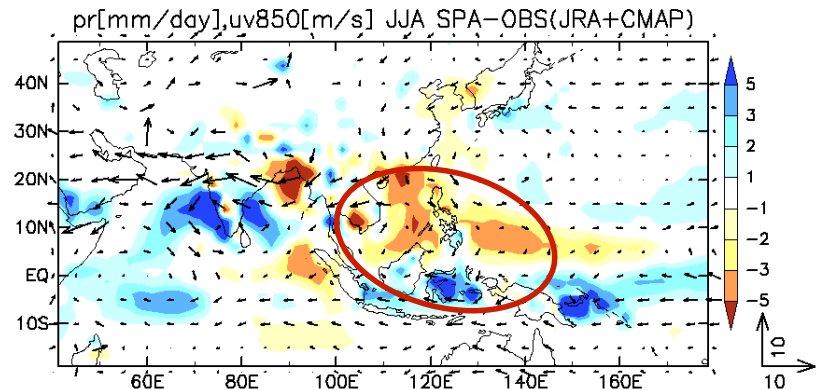 pr[mm/day],uv850[m/s] JJA SPA-OBS(JRA+CMAP)
40N
30N
20N
10N
EQ
10S
60E
80E
100E
120E
140E
160E
5
3
2
1
-1
-2
-3
-5
10
10